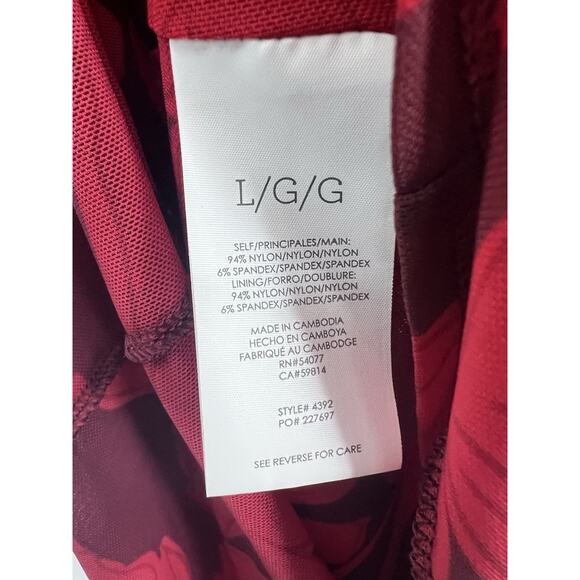 L/G/G
SELF/PRINCIPALES/MAIN:
94% NYLON/NYLON/NYLON
6% SPANDEX/SPANDEX/SPANDEX
LINING/FORRO/DOUBLURE:
94% NYLON/NYLON/NYLON
6% SPANDEX/SPANDEX/SPANDEX
MADE IN CAMBODIA
HECHO EN CAMBOYA
FABRIQUÉ AU CAMBODGE
RN#54077
CA#59814
STYLE# 4392
PO# 227697
SEE REVERSE FOR CARE